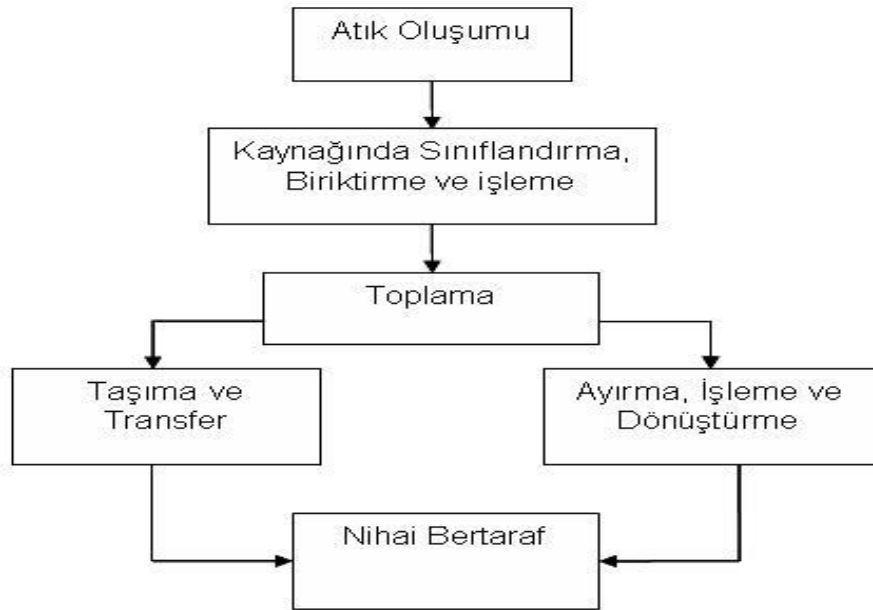 Atık Oluşumu
Kaynağında Sınıflandırma,
Biriktirme ve işleme
Toplama
Taşıma ve
Transfer
Ayırma, İşleme ve
Dönüştürme
Nihai Bertaraf